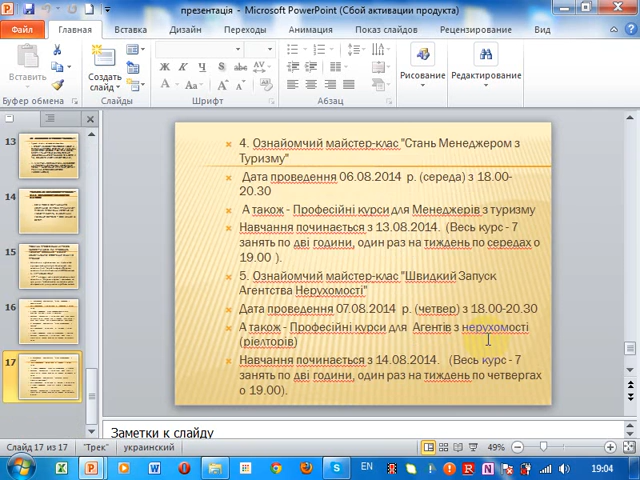 презентація - Microsoft PowerPoint (Сбой активации продукта)
Файл Главная Вставка Дизайн Переходы Анимация Показ слайдов Рецензирование Вид
Вставить
Создать слайд
Рисование
Редактирование
Буфер обмена Слайды Шрифт Абзац
13
14
15
16
17
4. Ознайомчий майстер-клас "Стань Менеджером з
Туризму"
Дата проведення 06.08.2014 р. (середа) з 18.00-
20.30
А також - Професійні курси для Менеджерів з туризму
Навчання починається з 13.08.2014. (Весь курс - 7
занять по дві години, один раз на тиждень по середах о
19.00 ).
5. Ознайомчий майстер-клас "Швидкий Запуск
Агентства Нерухомості"
Дата проведення 07.08.2014 р. (четвер) з 18.00-20.30
А також - Професійні курси для Агентів з нерухомості
(ріелторів)
Навчання починається з 14.08.2014. (Весь курс - 7
занять по дві години, один раз на тиждень по четвергах
о 19.00).
Заметки к слайду
Слайд 17 из 17 "Трек" украинский 49%
EN 19:04